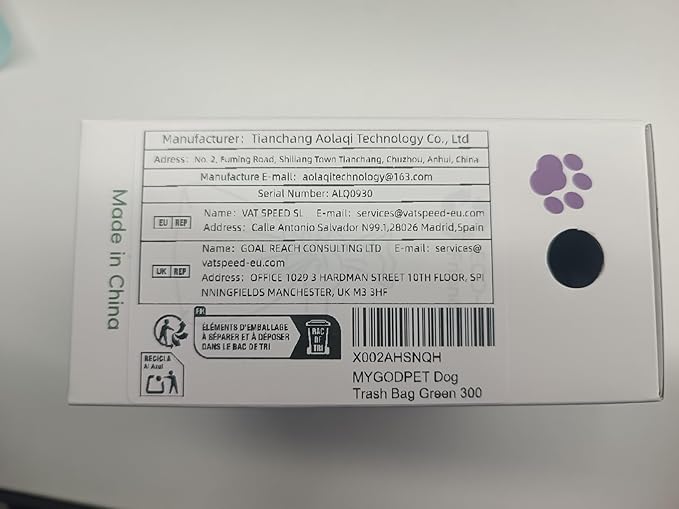 Manufacturer: Tianchang Aolaqi Technology Co., Ltd
Adress: No. 2, Fuming Road, Shiliang Town Tianchang, Chuzhou, Anhui, China
Manufacture E-mail: aolaqitechnology@163.com
Serial Number: ALQ0930
EU REP
Name: VAT SPEED SL E-mail: services@vatspeed-eu.com
Address: Calle Antonio Salvador N99.1,28026 Madrid,Spain
UK REP
Name: GOAL REACH CONSULTING LTD E-mail: services@
vatspeed-eu.com
Address: OFFICE 1029 3 HARDMAN STREET 10TH FLOOR, SPI
NNINGFIELDS MANCHESTER, UK M3 3HF
Made in China
FR
ÉLÉMENTS D'EMBALLAGE
À SÉPARER ET À DÉPOSER
DANS LE BAC DE TRI
BAC
DE
TRI
RECICLA
Al Azul
X002AHSNQH
MYGODPET Dog
Trash Bag Green 300